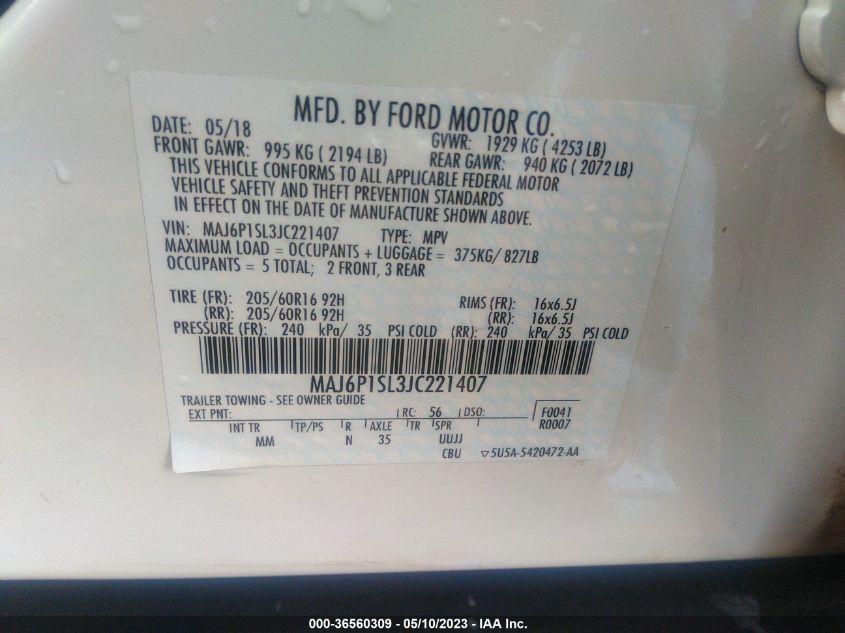 MFD. BY FORD MOTOR CO.
DATE: 05/18 GVWR: 1929 KG ( 4253 LB)
FRONT GAWR: 995 KG ( 2194 LB) REAR GAWR: 940 KG ( 2072 LB)
THIS VEHICLE CONFORMS TO ALL APPLICABLE FEDERAL MOTOR
VEHICLE SAFETY AND THEFT PREVENTION STANDARDS
IN EFFECT ON THE DATE OF MANUFACTURE SHOWN ABOVE.
VIN: MAJ6P1SL3JC221407 TYPE: MPV
MAXIMUM LOAD = OCCUPANTS + LUGGAGE = 375KG/ 827LB
OCCUPANTS = 5 TOTAL; 2 FRONT, 3 REAR
TIRE (FR): 205/60R16 92H RIMS (FR): 16x6.5J
(RR): 205/60R16 92H (RR): 16x6.5J
PRESSURE (FR): 240 kPa/ 35 PSI COLD (RR): 240 kPa/ 35 PSI COLD
MAJ6P1SL3JC221407
TRAILER TOWING - SEE OWNER GUIDE
EXT PNT: RC: 56 DSO: F0041
R0007
INT TR TP/PS R AXLE TR SPR
MM N 35 UUJJ
CBU ▽5U5A-5420472-AA
000-36560309 - 05/10/2023 - IAA Inc.